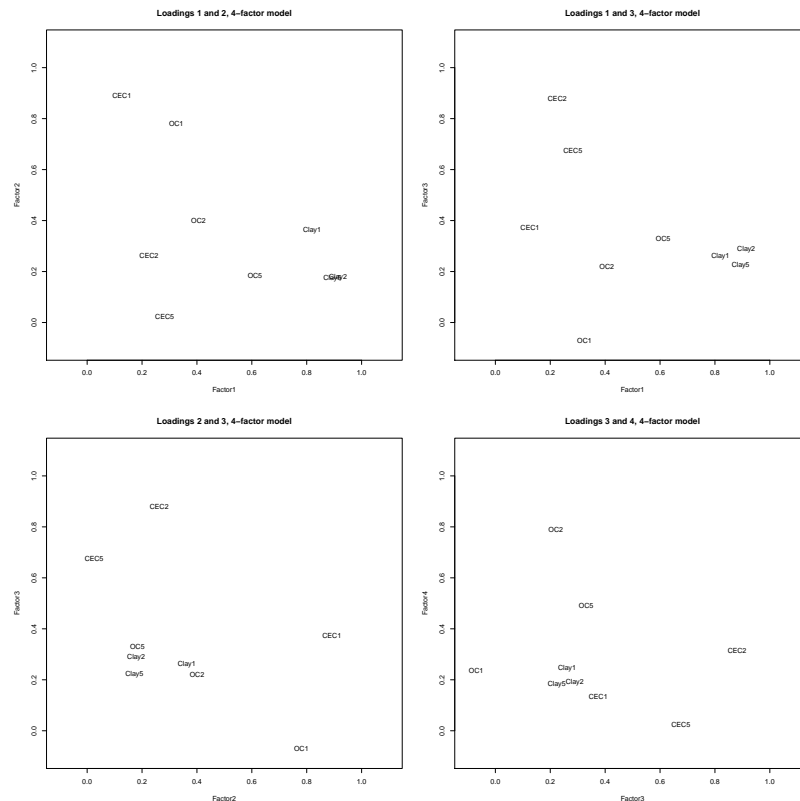 Loadings 1 and 2, 4−factor model
1.0
CEC1
0.8
OC1
0.6
Factor2
0.4
OC2
Clay1
CEC2
0.2
OC5
Clay2
CEC5
0.0
0.0 0.2 0.4 0.6 0.8 1.0
Factor1
Loadings 1 and 3, 4−factor model
1.0
CEC2
0.8
CEC5
0.6
Factor3
0.4
CEC1
OC5
Clay2
Clay1
OC2
Clay5
0.2
0.0
OC1
0.0 0.2 0.4 0.6 0.8 1.0
Factor1
Loadings 2 and 3, 4−factor model
1.0
CEC2
0.8
CEC5
0.6
Factor3
0.4
CEC1
OC5
Clay2
Clay1
Clay5
OC2
0.2
0.0
OC1
0.0 0.2 0.4 0.6 0.8 1.0
Factor2
Loadings 3 and 4, 4−factor model
1.0
OC2
0.8
0.6
Factor4
OC5
0.4
CEC2
Clay1
OC1
Clay5
Clay2
0.2
CEC1
CEC5
0.0
0.0 0.2 0.4 0.6 0.8 1.0
Factor3